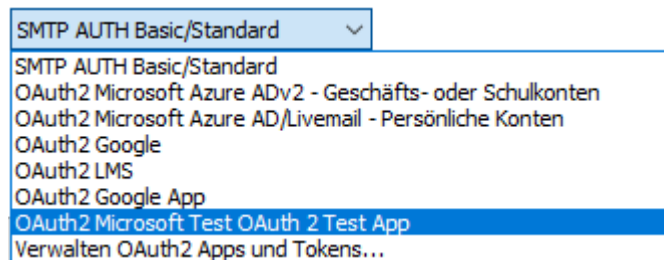 SMTP AUTH Basic/Standard
SMTP AUTH Basic/Standard
OAuth2 Microsoft Azure ADv2 - Geschäfts- oder Schulkonten
OAuth2 Microsoft Azure AD/Livemail - Persönliche Konten
OAuth2 Google
OAuth2 LMS
OAuth2 Google App
OAuth2 Microsoft Test OAuth 2 Test App
Verwalten OAuth2 Apps und Tokens...